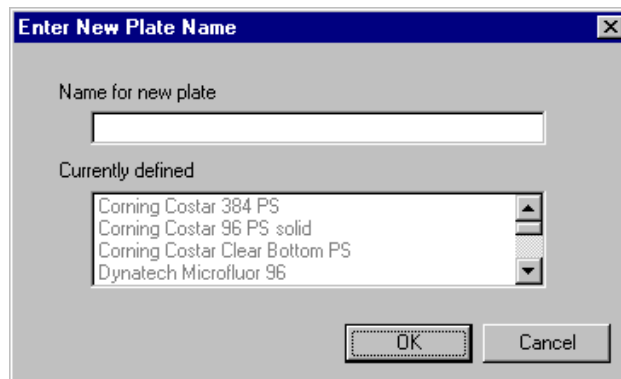 Enter New Plate Name
Name for new plate
Currently defined
Corning Costar 384 PS
Corning Costar 96 PS solid
Corning Costar Clear Bottom PS
Dynatech Microfluor 96
OK
Cancel